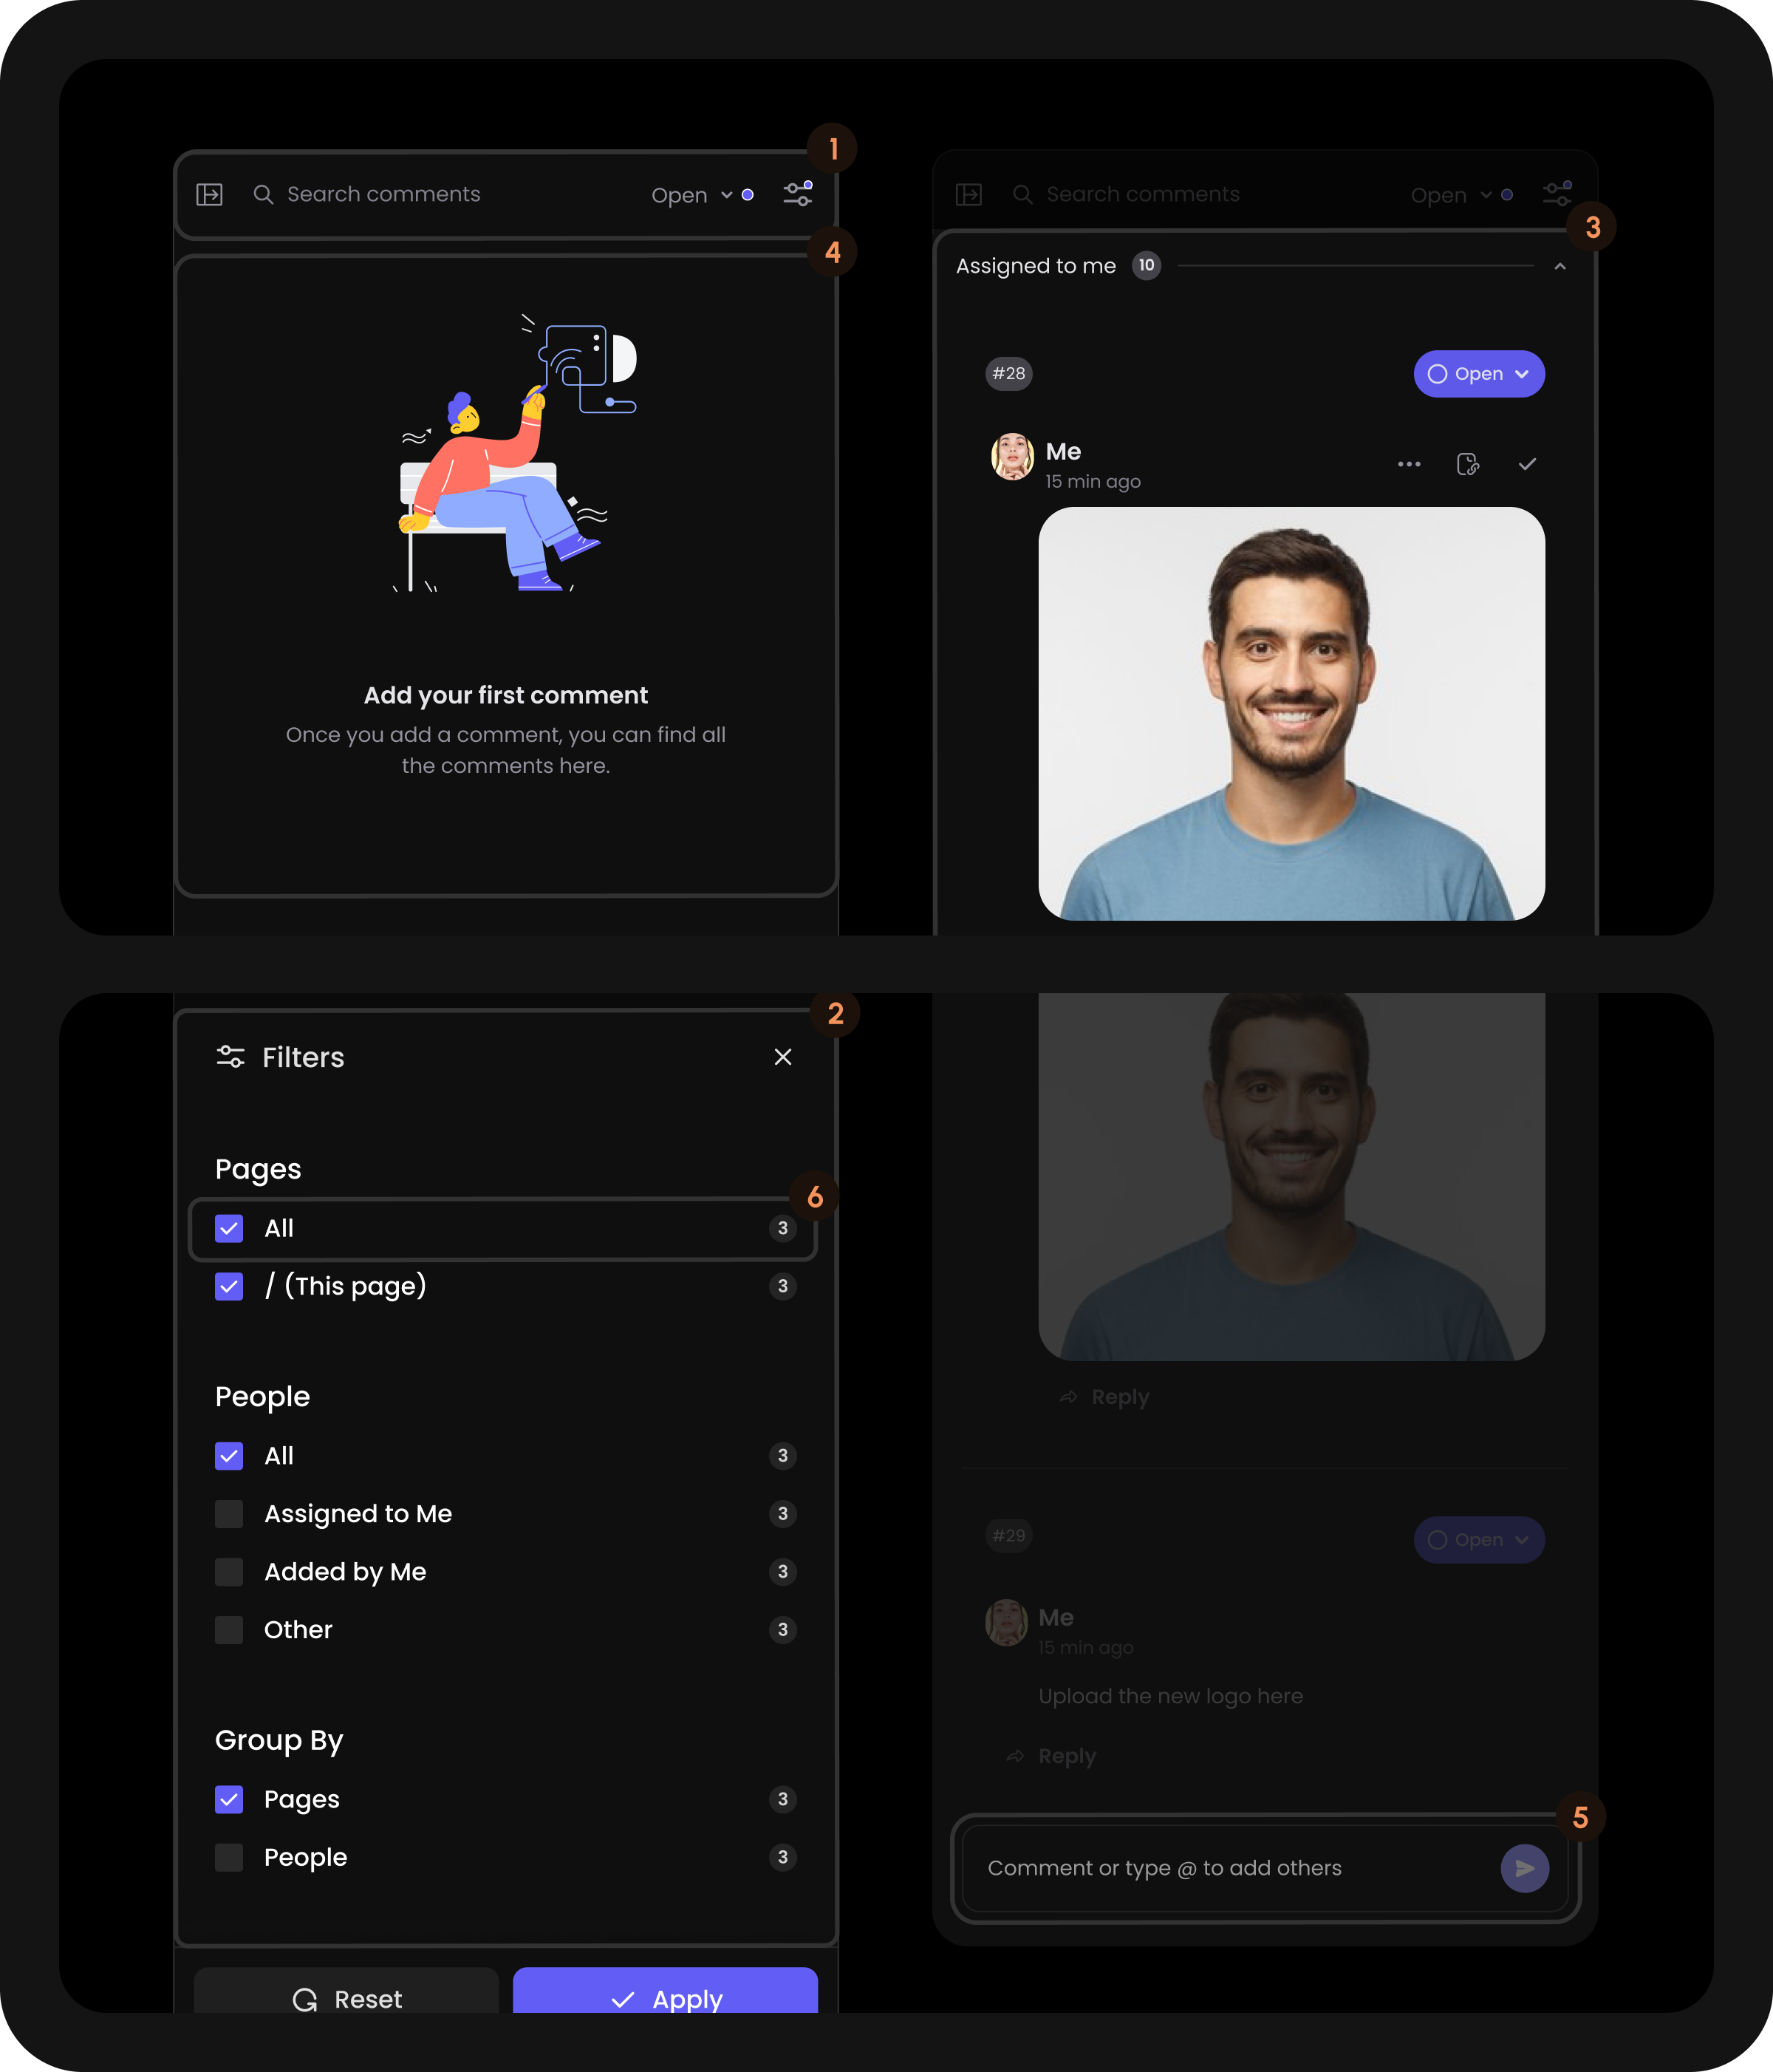 1
Search comments
Open
4
Add your first comment
Once you add a comment, you can find all
the comments here.
Search comments
Open
3
Assigned to me 10
#28
Open
Me
15 min ago
2
Filters
Pages
6
All 3
/ (This page) 3
People
All 3
Assigned to Me 3
Added by Me 3
Other 3
Group By
Pages 3
People 3
Reset
Apply
Reply
#29
Open
Me
15 min ago
Upload the new logo here
Reply
5
Comment or type @ to add others